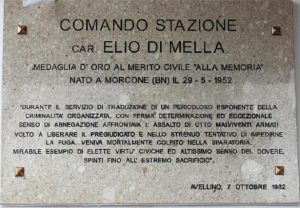 COMANDO STAZIONE
CAR. ELIO DI MELLA
MEDAGLIA D' ORO AL MERITO CIVILE "ALLA MEMORIA"
NATO A MORCONE (BN) IL 29-5-1952
"DURANTE IL SERVIZIO DI TRADUZIONE DI UN PERICOLOSO ESPONENTE DELLA
CRIMINALITA' ORGANIZZATA, CON FERMA DETERMINAZIONE ED ECCEZIONALE
SENSO DI ABNEGAZIONE AFFRONTAVA L'ASSALTO DI OTTO MALVIVENTI ARMATI
VOLTO A LIBERARE IL PREGIUDICATO E NELLO STRENUO TENTATIVO DI IMPEDIRNE
LA FUGA, VENIVA MORTALMENTE COLPITO NELLA SPARATORIA.
MIRABILE ESEMPIO DI ELETTE VIRTU' CIVICHE ED ALTISSIMO SENSO DEL DOVERE,
SPINTI FINO ALL' ESTREMO SACRIFICIO".
AVELLINO, 7 OTTOBRE 1982